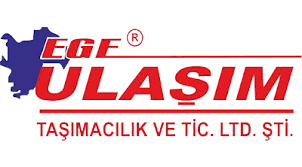 EGE ®
ULAŞIM
TAŞIMACILIK VE TİC. LTD. ŞTİ.